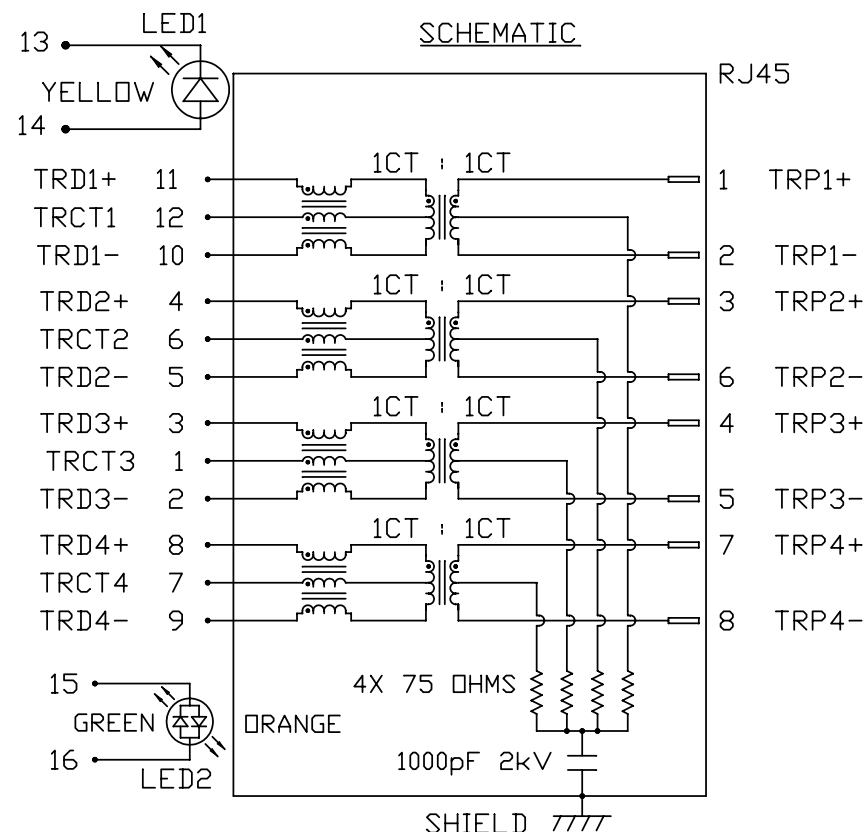 SCHEMATIC
LED1
13
YELLOW
14
RJ45
1CT : 1CT
TRD1+ 11 1 TRP1+
TRCT1 12
TRD1- 10 2 TRP1-
1CT : 1CT
TRD2+ 4 3 TRP2+
TRCT2 6
TRD2- 5 6 TRP2-
1CT : 1CT
TRD3+ 3 4 TRP3+
TRCT3 1
TRD3- 2 5 TRP3-
1CT : 1CT
TRD4+ 8 7 TRP4+
TRCT4 7
TRD4- 9 8 TRP4-
15
4X 75 OHMS
GREEN ORANGE
16
1000pF 2kV
LED2
SHIELD